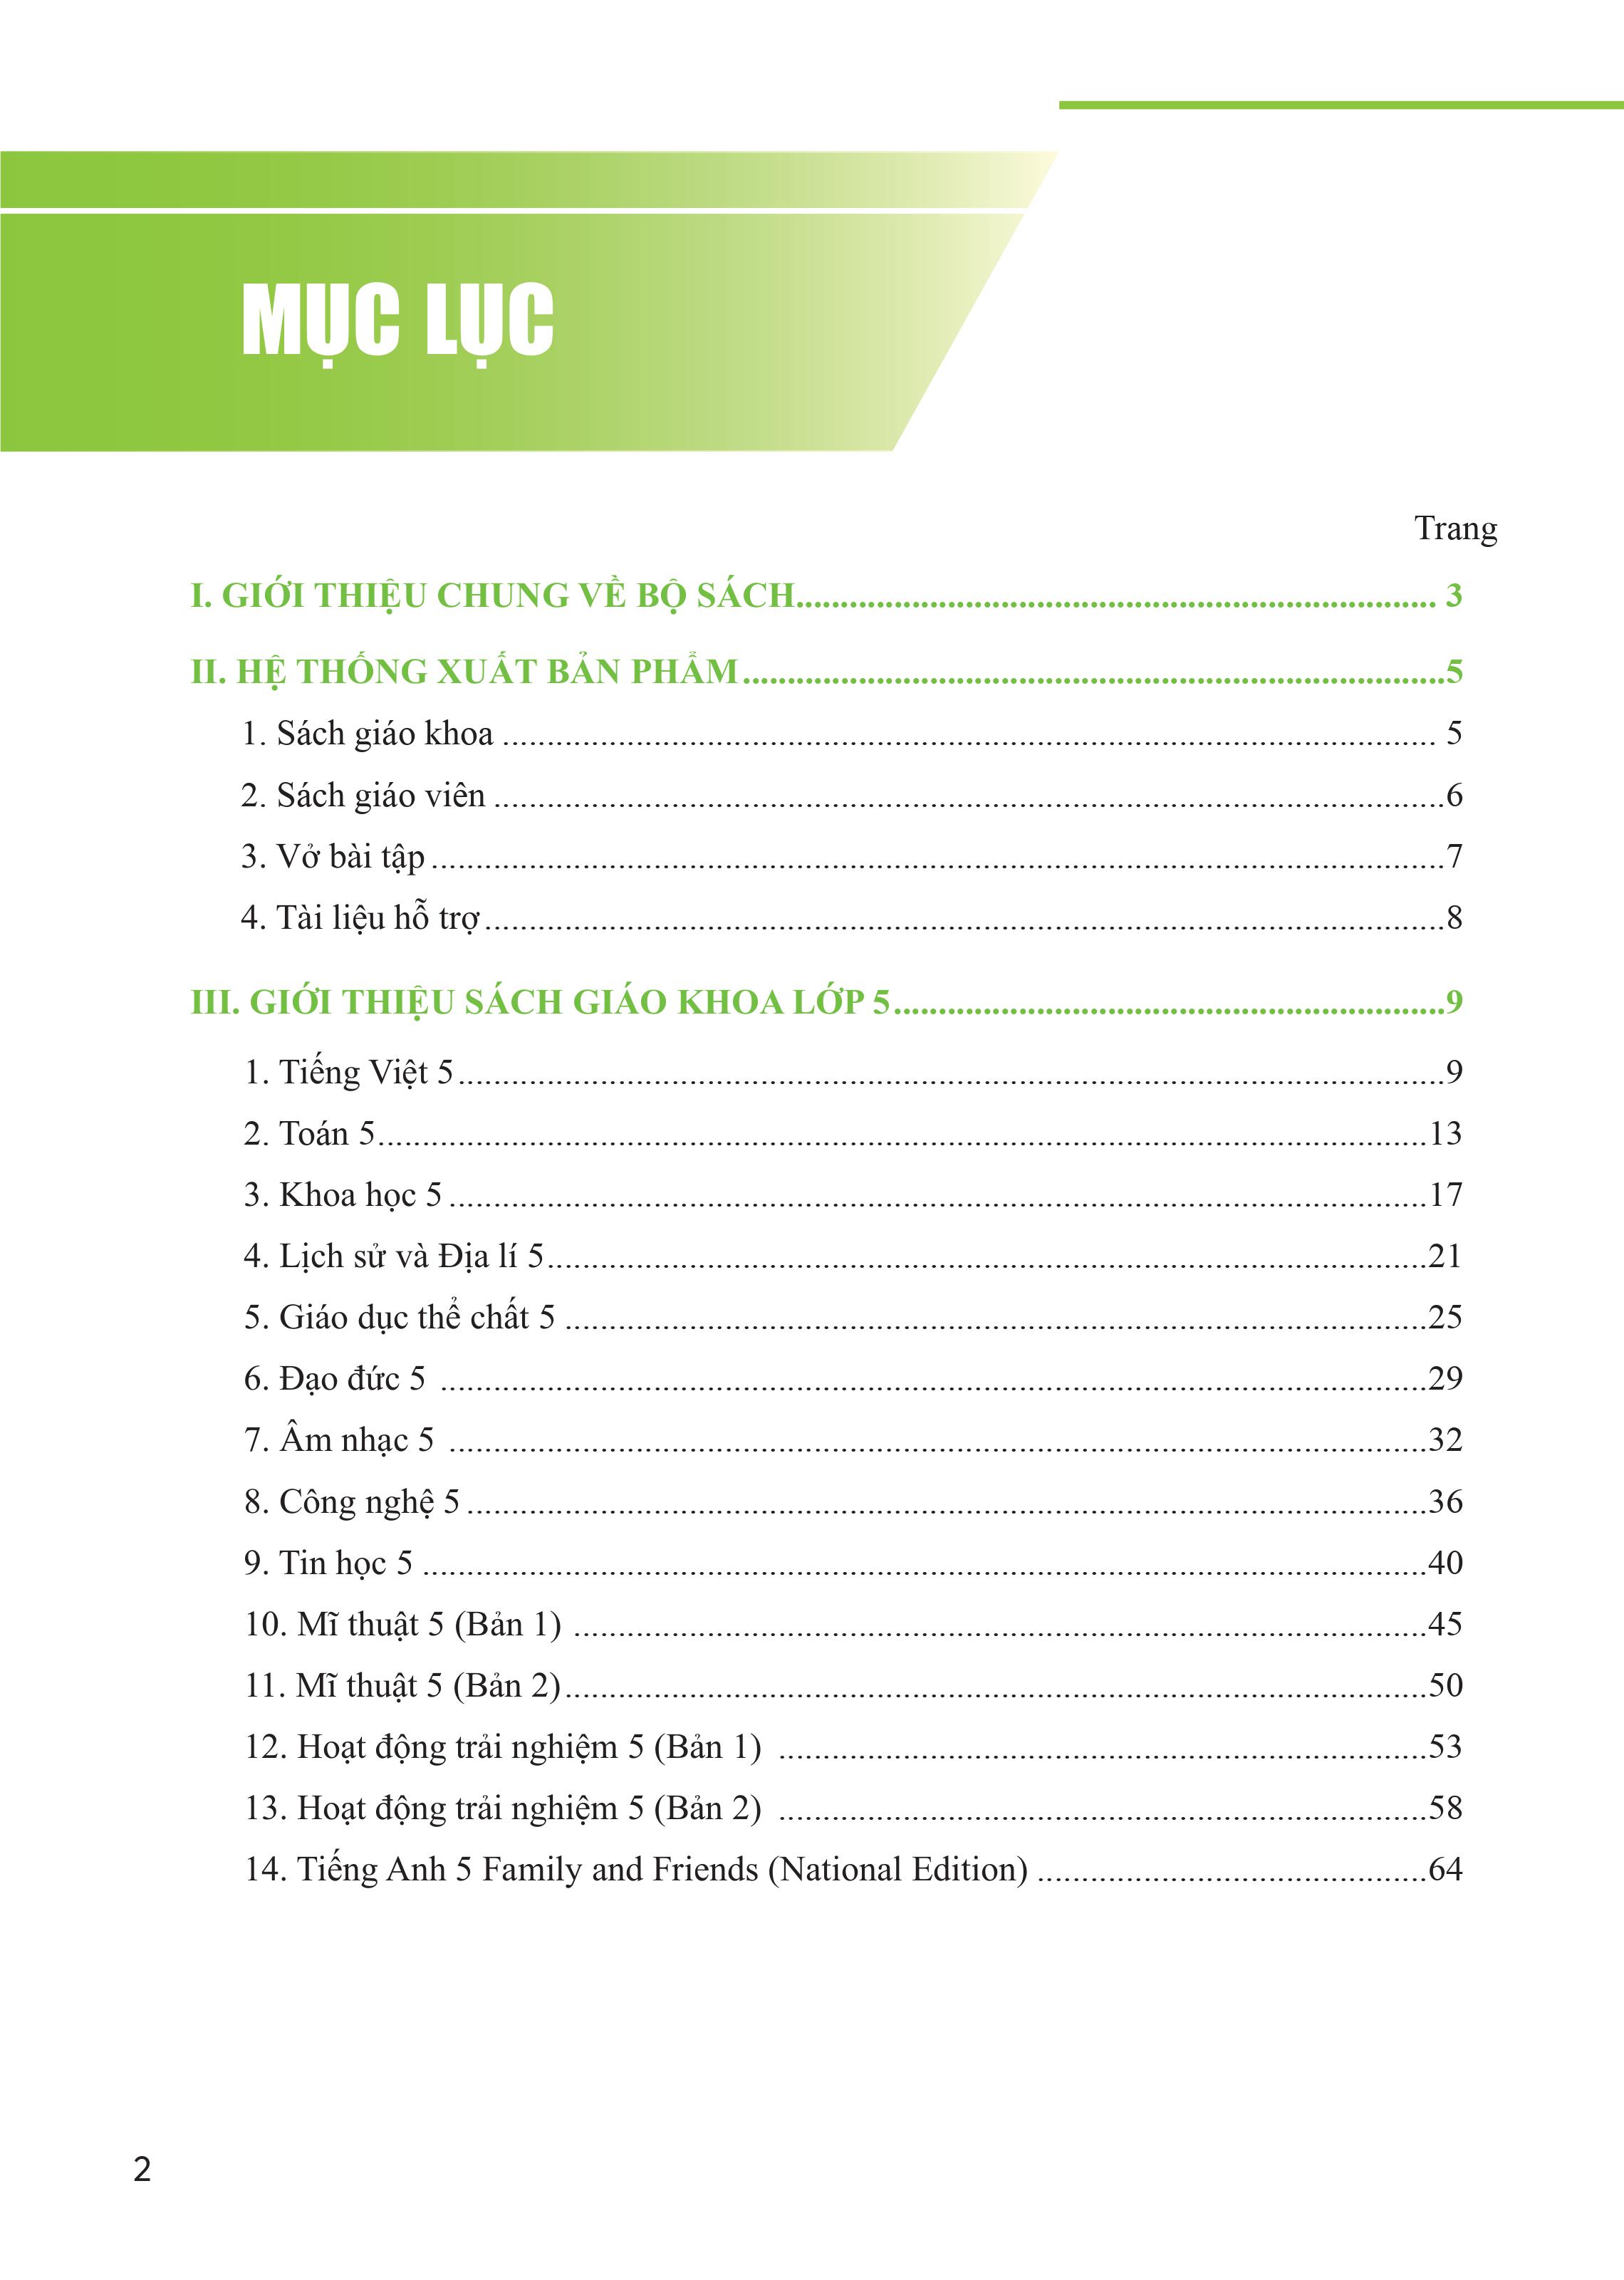 MỤC LỤC
Trang
I. GIỚI THIỆU CHUNG VỀ BỘ SÁCH........................................................................ 3
II. HỆ THỐNG XUẤT BẢN PHẨM...............................................................................5
1. Sách giáo khoa ......................................................................................................... 5
2. Sách giáo viên ...........................................................................................................6
3. Vở bài tập ..................................................................................................................7
4. Tài liệu hỗ trợ ............................................................................................................8
III. GIỚI THIỆU SÁCH GIÁO KHOA LỚP 5..............................................................9
1. Tiếng Việt 5...............................................................................................................9
2. Toán 5......................................................................................................................13
3. Khoa học 5 ..............................................................................................................17
4. Lịch sử và Địa lí 5...................................................................................................21
5. Giáo dục thể chất 5 .................................................................................................25
6. Đạo đức 5 ...............................................................................................................29
7. Âm nhạc 5 ..............................................................................................................32
8. Công nghệ 5 ............................................................................................................36
9. Tin học 5 .................................................................................................................40
10. Mĩ thuật 5 (Bản 1) ................................................................................................45
11. Mĩ thuật 5 (Bản 2).................................................................................................50
12. Hoạt động trải nghiệm 5 (Bản 1) .........................................................................53
13. Hoạt động trải nghiệm 5 (Bản 2) .........................................................................58
14. Tiếng Anh 5 Family and Friends (National Edition) ............................................64
2